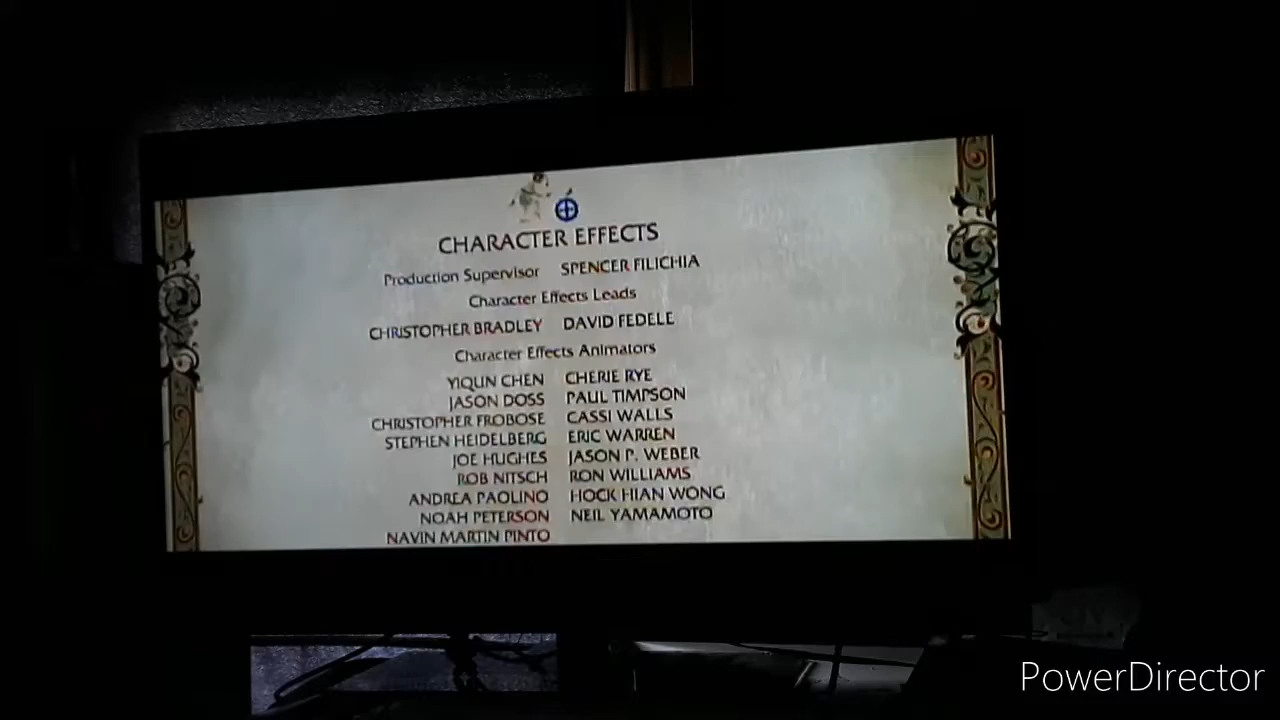 CHARACTER EFFECTS
Production Supervisor SPENCER FILICHIA
Character Effects Leads
CHRISTOPHER BRADLEY DAVID FEDELE
Character Effects Animators
YIQUN CHEN CHERIE RYE
JASON DOSS PAUL TIMPSON
CHRISTOPHER FROBOSE CASSI WALLS
STEPHEN HEIDELBERG ERIC WARREN
JOE HUGHES JASON P. WEBER
ROB NITSCH RON WILLIAMS
ANDREA PAOLINO HOCK HIAN WONG
NOAH PETERSON NEIL YAMAMOTO
NAVIN MARTIN PINTO
PowerDirector